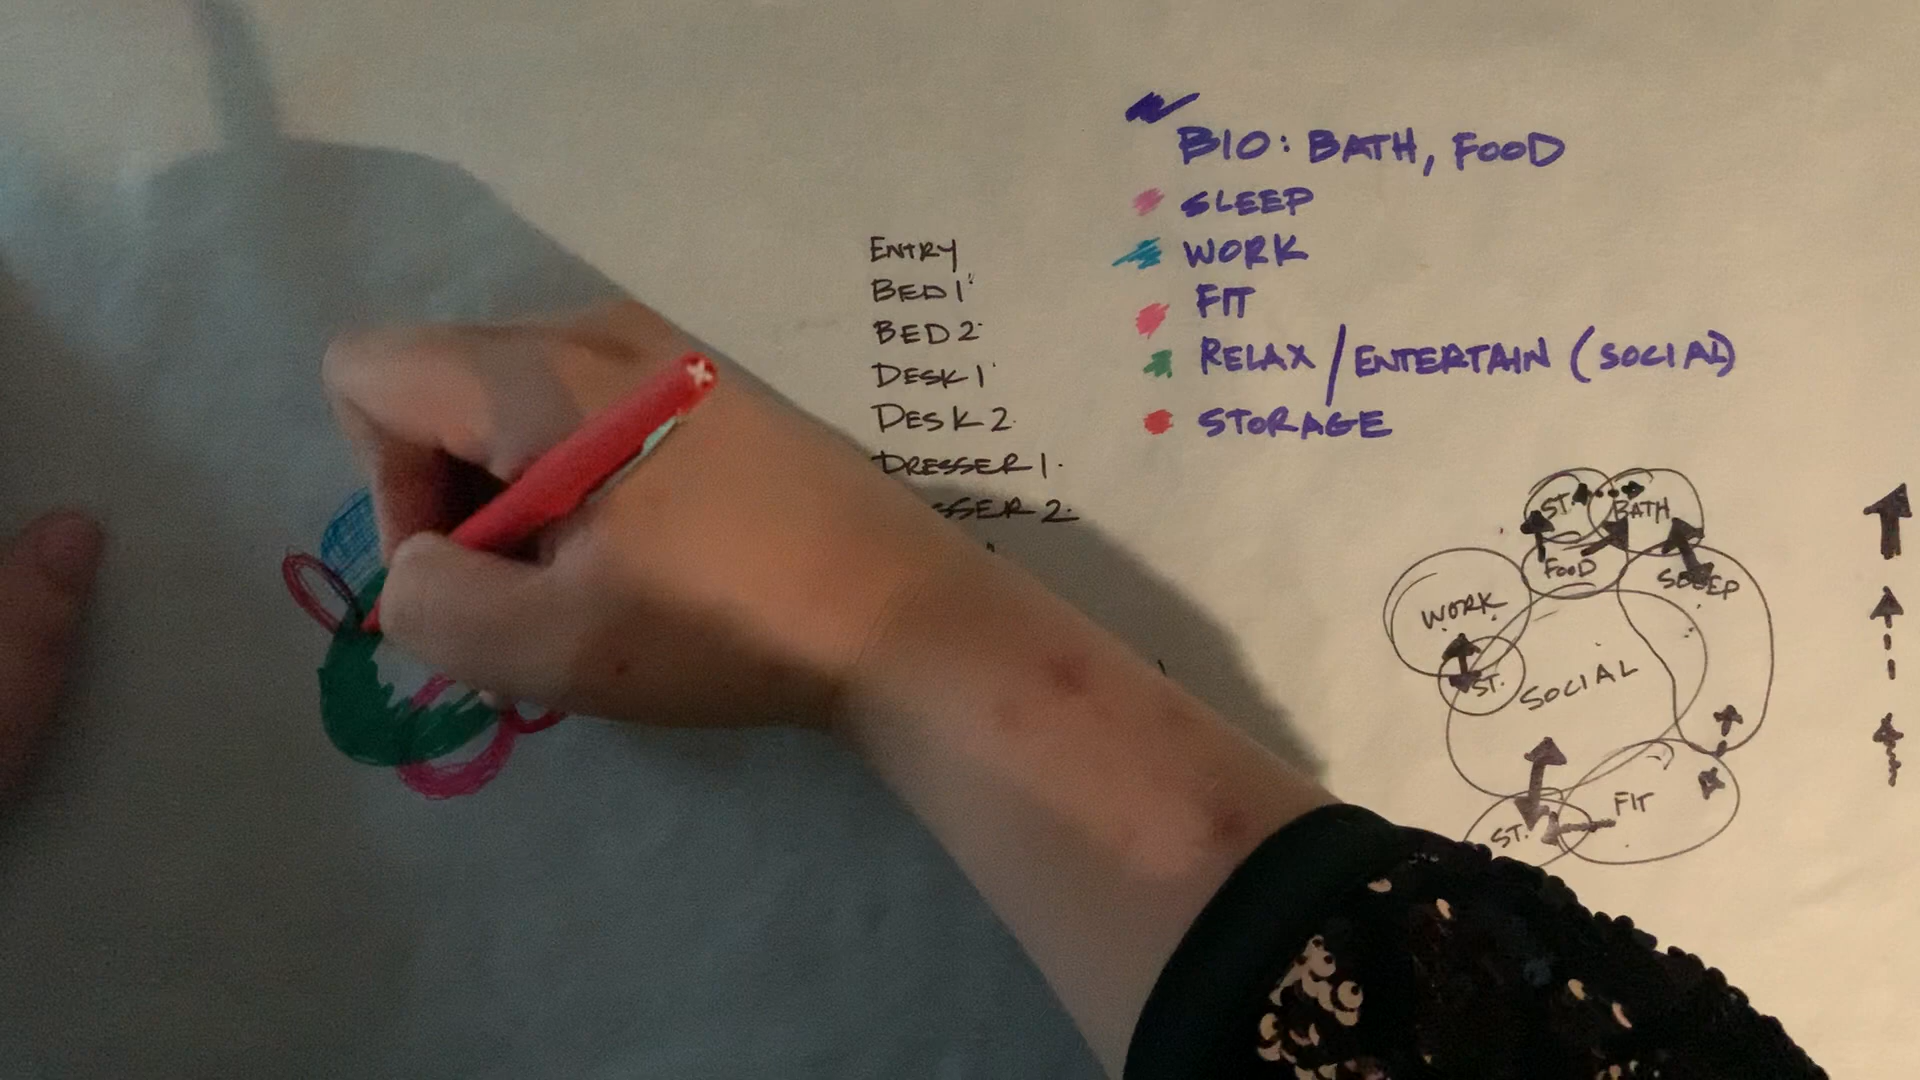 BIO: BATH, FOOD
SLEEP
WORK
FIT
RELAX / ENTERTAIN (SOCIAL)
STORAGE
ENTRY
BED 1
BED 2
DESK 1
DESK 2
DRESSER 1
SSER 2
ST.
BATH
FOOD
SLEEP
WORK
ST.
SOCIAL
FIT
ST.